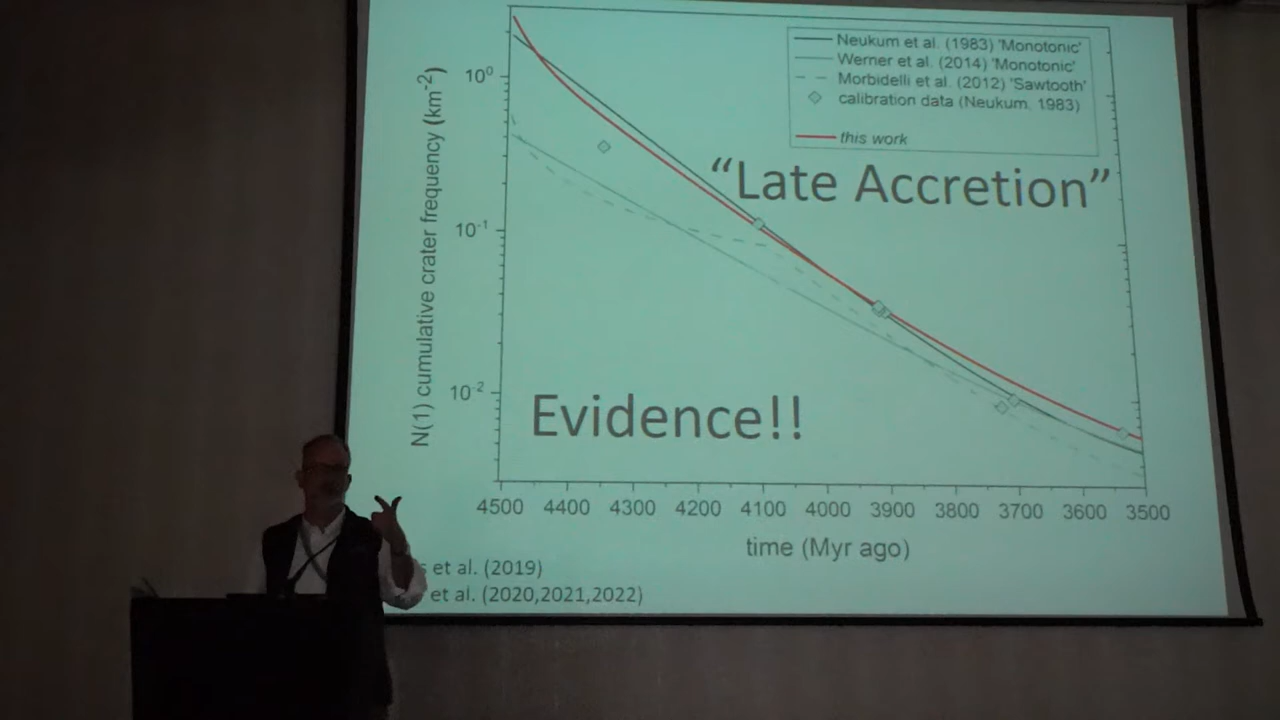 Neukum et al. (1983) 'Monotonic'
Werner et al. (2014) 'Monotonic'
Morbidelli et al. (2012) 'Sawtooth'
calibration data (Neukum, 1983)
this work
“Late Accretion”
Evidence!!
N(1) cumulative crater frequency (km⁻²)
10⁰
10⁻¹
10⁻²
4500 4400 4300 4200 4100 4000 3900 3800 3700 3600 3500
time (Myr ago)
et al. (2019)
et al. (2020,2021,2022)